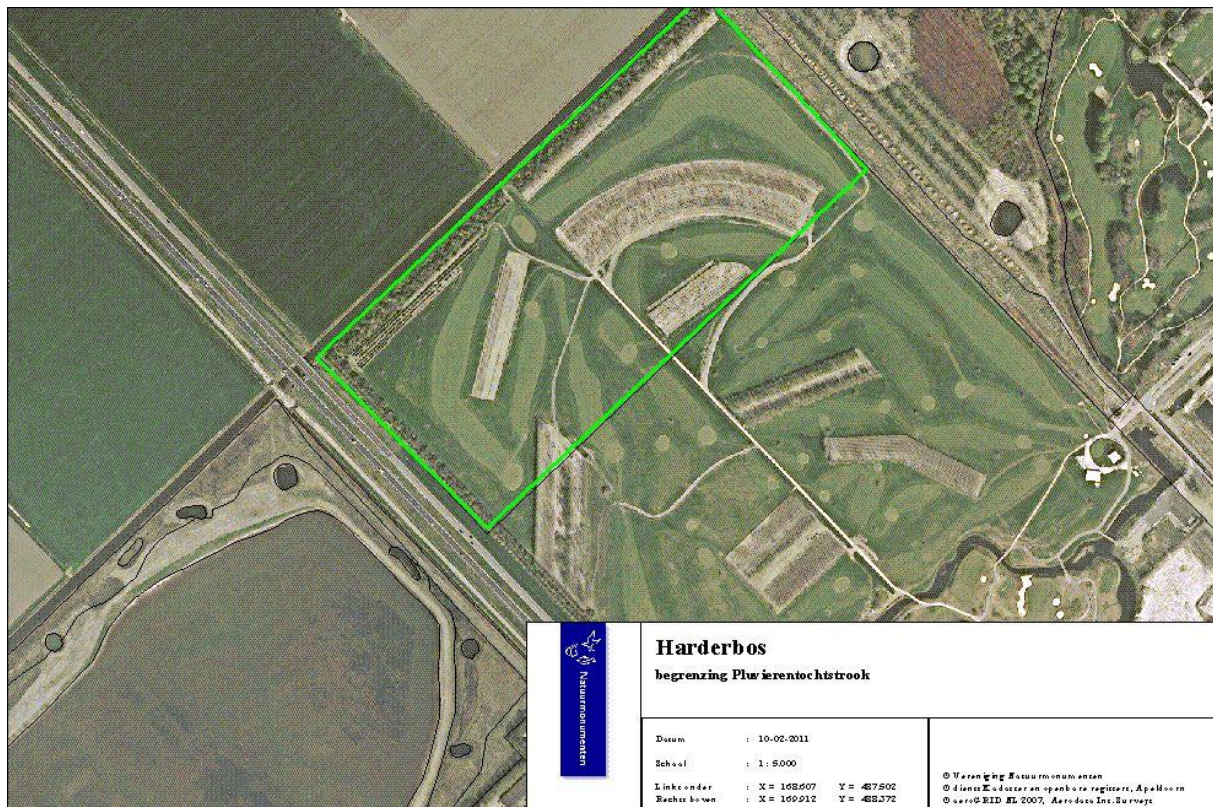 Natuurmonumenten
Harderbos
begrenzing Pluvierentochtstrook
Datum : 10-02-2011
Schaal : 1 : 5.000
Linksonder : X = 168.607 Y = 487.502
Rechtsboven : X = 169.912 Y = 488.372
© Vereniging Natuurmonumenten
© dienst Kadaster en openbare registers, Apeldoorn
© aeroGRID NL 2007, Aerodata Int. Surveys